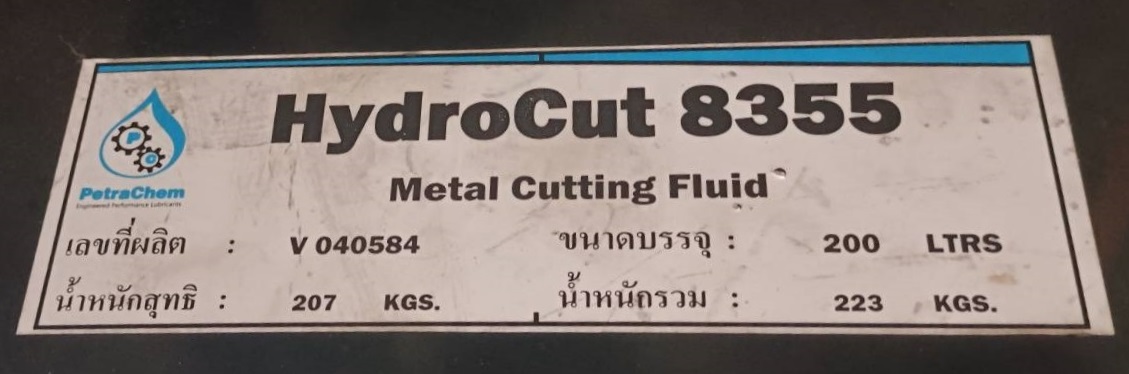 HydroCut 8355
Metal Cutting Fluid
PC
PetraChem
Engineered Performance Lubricants
เลขที่ผลิต : V 040584 ขนาดบรรจุ : 200 LTRS
น้ำหนักสุทธิ : 207 KGS. น้ำหนักรวม : 223 KGS.